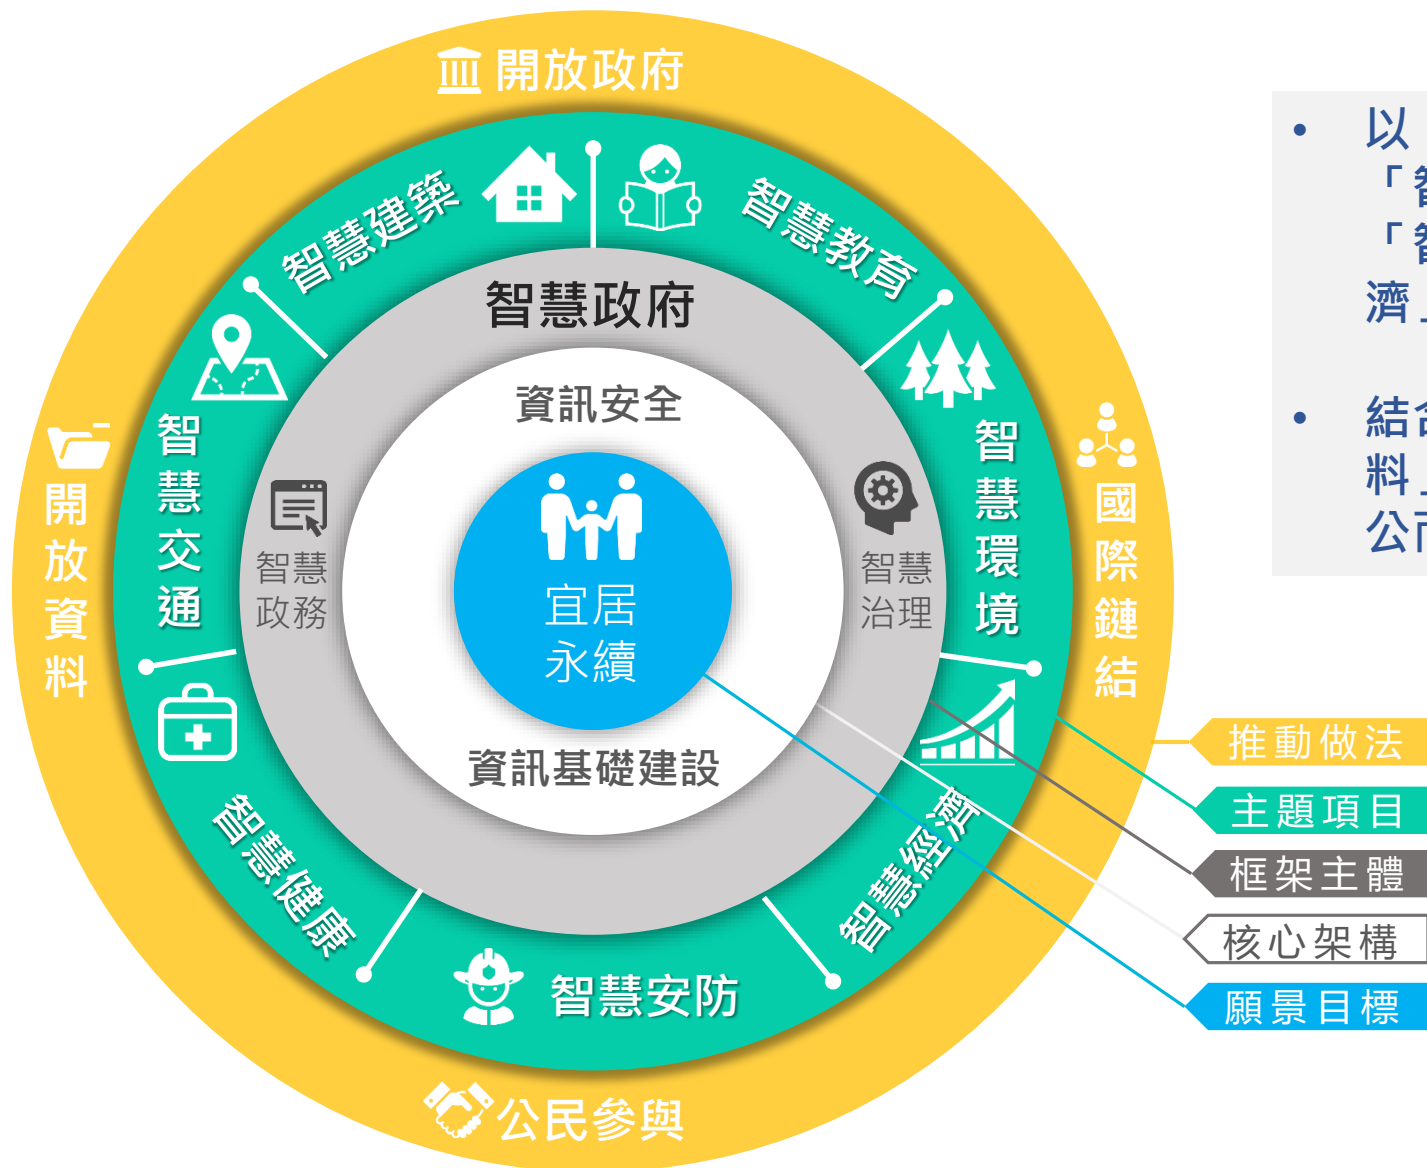 開放政府
智慧建築
智慧教育
智慧政府
智慧交通
智慧環境
資訊安全
開放資料
國際鏈結
智慧
政務
智慧
治理
宜居
永續
資訊基礎建設
智慧健康
智慧經濟
智慧安防
公民參與
• 以
「智
「智
濟」
• 結合
料」
公
推動做法
主題項目
框架主體
核心架構
願景目標